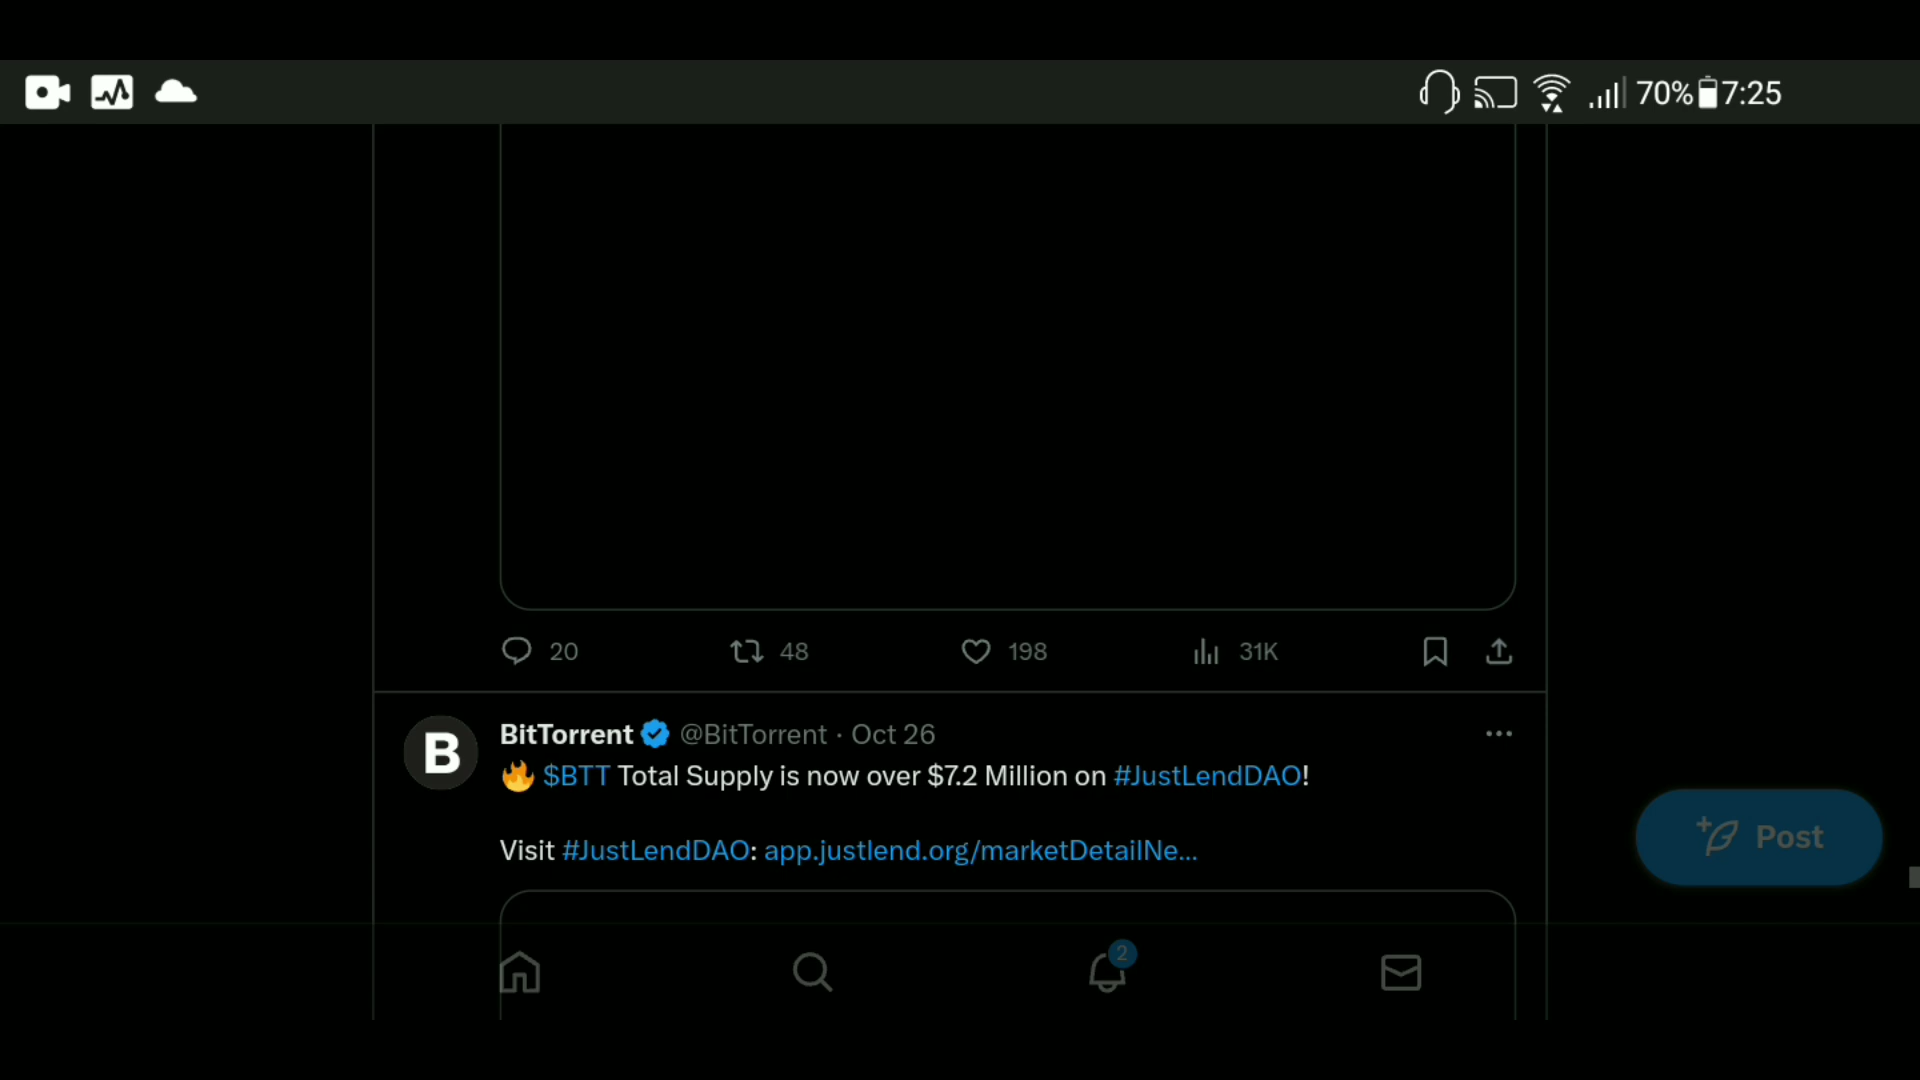 70% 7:25
20 48 198 31K
B
BitTorrent @BitTorrent · Oct 26
🔥 $BTT Total Supply is now over $7.2 Million on #JustLendDAO!
Visit #JustLendDAO: app.justlend.org/marketDetailNe...
Post
2